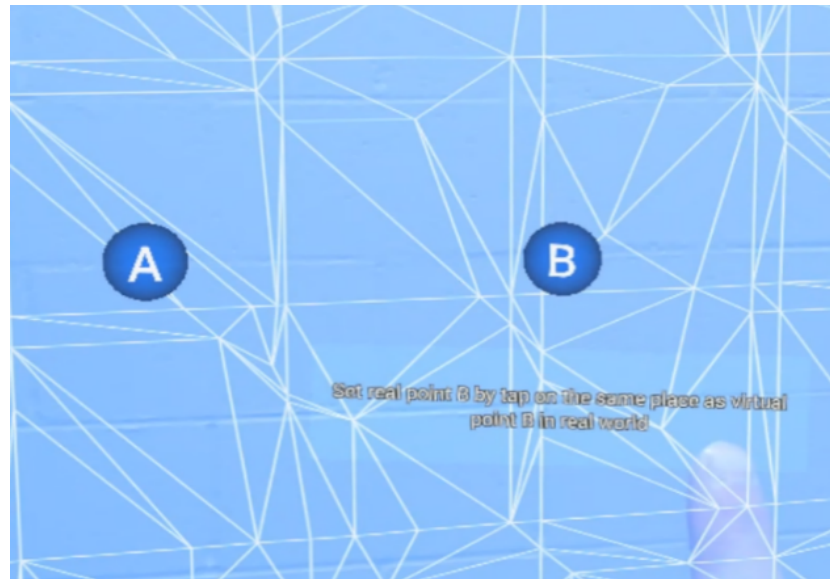 A
B
Set real point B by tap on the same place as virtual
point B in real world